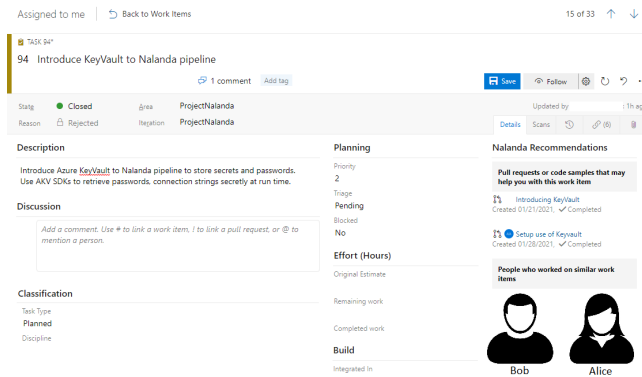 Assigned to me
Back to Work Items
15 of 33
TASK 94*
94 Introduce KeyVault to Nalanda pipeline
1 comment
Add tag
Save
Follow
State
Closed
Area
ProjectNalanda
Updated by
: 1h ag
Reason
Rejected
Iteration
ProjectNalanda
Details
Scans
(6)
Description
Introduce Azure KeyVault to Nalanda pipeline to store secrets and passwords.
Use AKV SDKs to retrieve passwords, connection strings secretly at run time.
Discussion
Add a comment. Use # to link a work item, ! to link a pull request, or @ to
mention a person.
Classification
Task Type
Planned
Discipline
Planning
Priority
2
Triage
Pending
Blocked
No
Effort (Hours)
Original Estimate
Remaining work
Completed work
Build
Integrated In
Nalanda Recommendations
Pull requests or code samples that may
help you with this work item
Introducing KeyVault
Created 01/21/2021, Completed
Setup use of Keyvault
Created 01/28/2021, Completed
People who worked on similar work
items
Bob
Alice